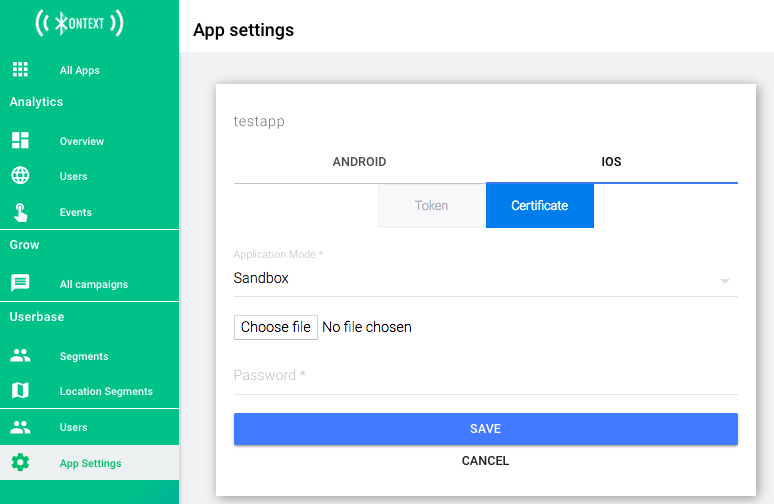 KONTEXT
All Apps
Analytics
Overview
Users
Events
Grow
All campaigns
Userbase
Segments
Location Segments
Users
App Settings
App settings
testapp
ANDROID IOS
Token Certificate
Application Mode *
Sandbox
Choose file No file chosen
Password *
SAVE
CANCEL